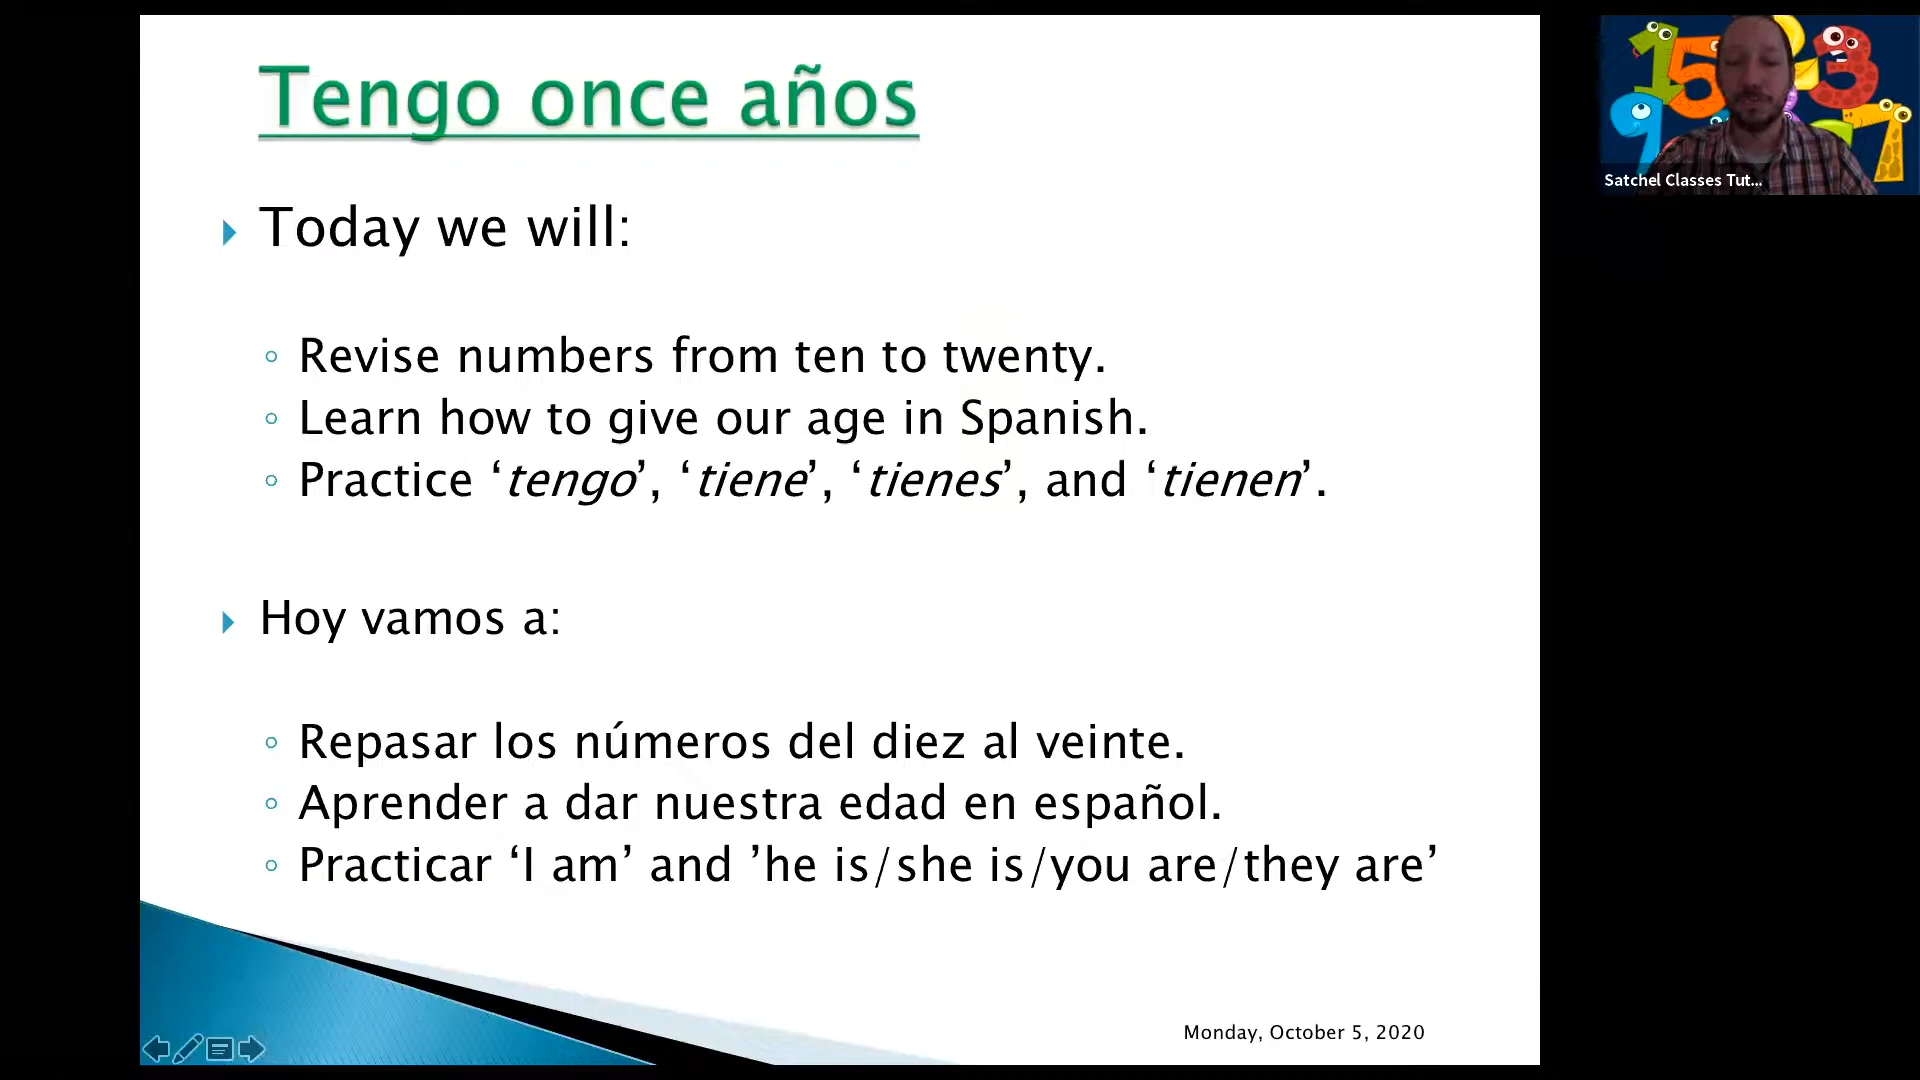 Tengo once años
Today we will:
Revise numbers from ten to twenty.
Learn how to give our age in Spanish.
Practice ‘tengo’, ‘tiene’, ‘tienes’, and ‘tienen’.
Hoy vamos a:
Repasar los números del diez al veinte.
Aprender a dar nuestra edad en español.
Practicar ‘I am’ and ’he is/she is/you are/they are’
Monday, October 5, 2020
Satchel Classes Tut...